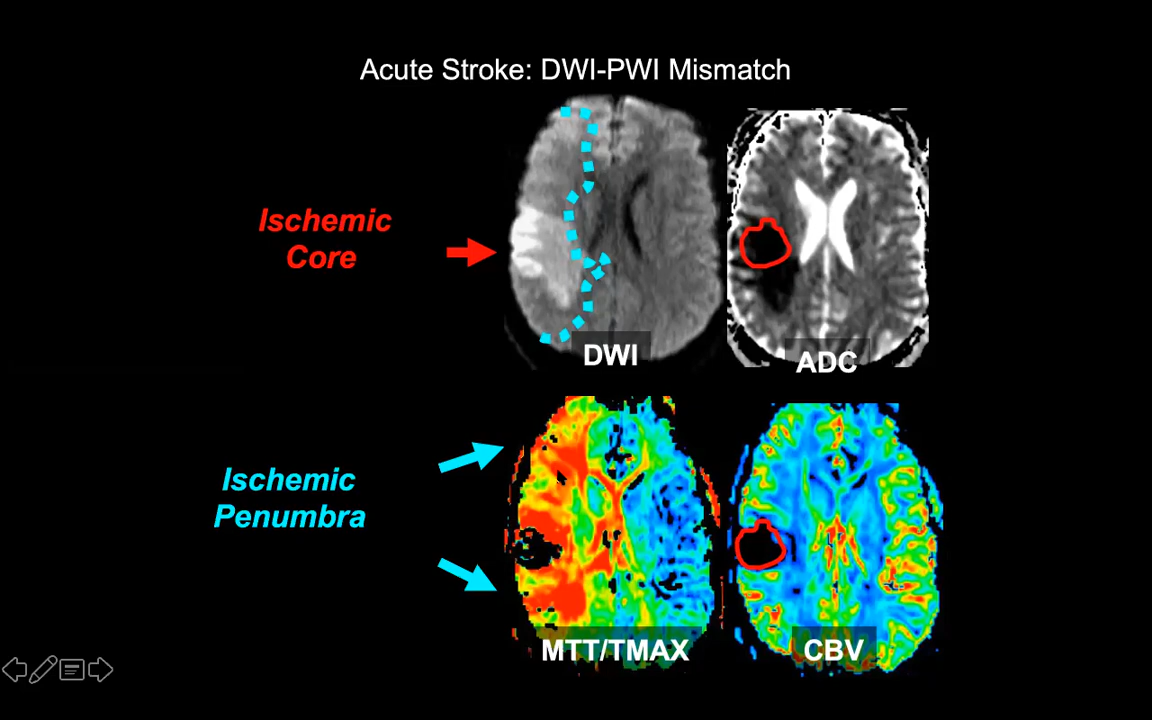 Acute Stroke: DWI-PWI Mismatch
Ischemic
Core
DWI
ADC
Ischemic
Penumbra
MTT/TMAX
CBV